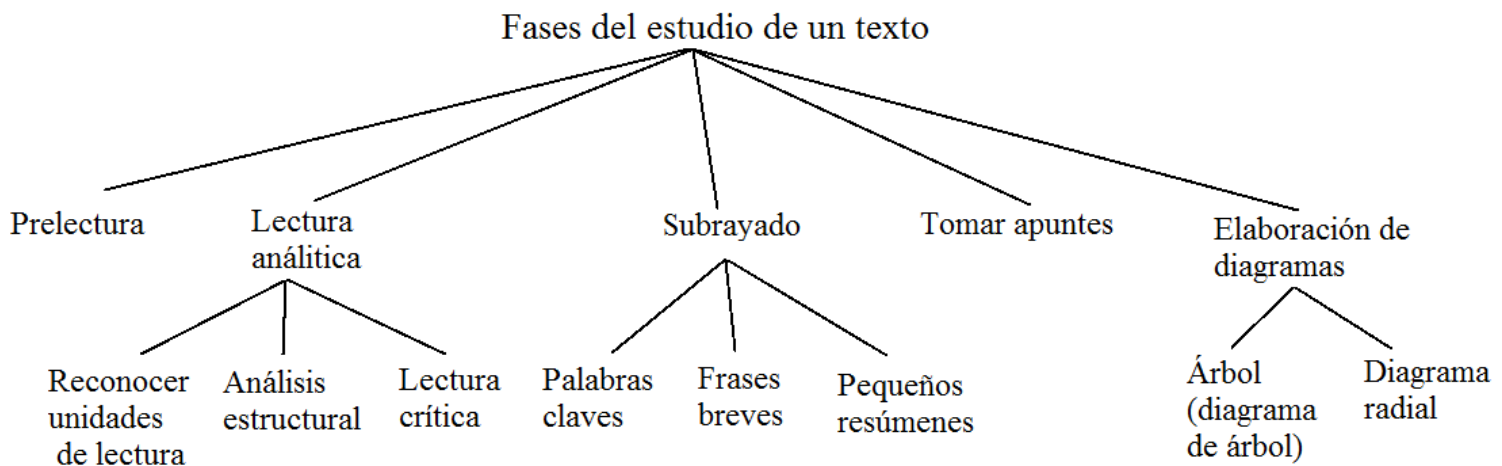 Fases del estudio de un texto
Prelectura
Lectura
análitica
Subrayado
Tomar apuntes
Elaboración de
diagramas
Reconocer
unidades
de lectura
Análisis
estructural
Lectura
crítica
Palabras
claves
Frases
breves
Pequeños
resúmenes
Árbol
(diagrama
de árbol)
Diagrama
radial